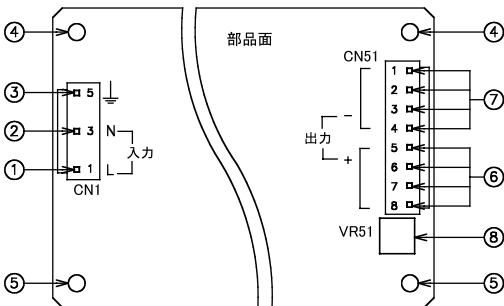 ④ 部品面 ④
CN51
③ 5 1
2 ⑦
② 3 N 3
入力 出力 - 4
① 1 L + 5
CN1 6 ⑥
7
8
VR51 ⑧
⑤ ⑤